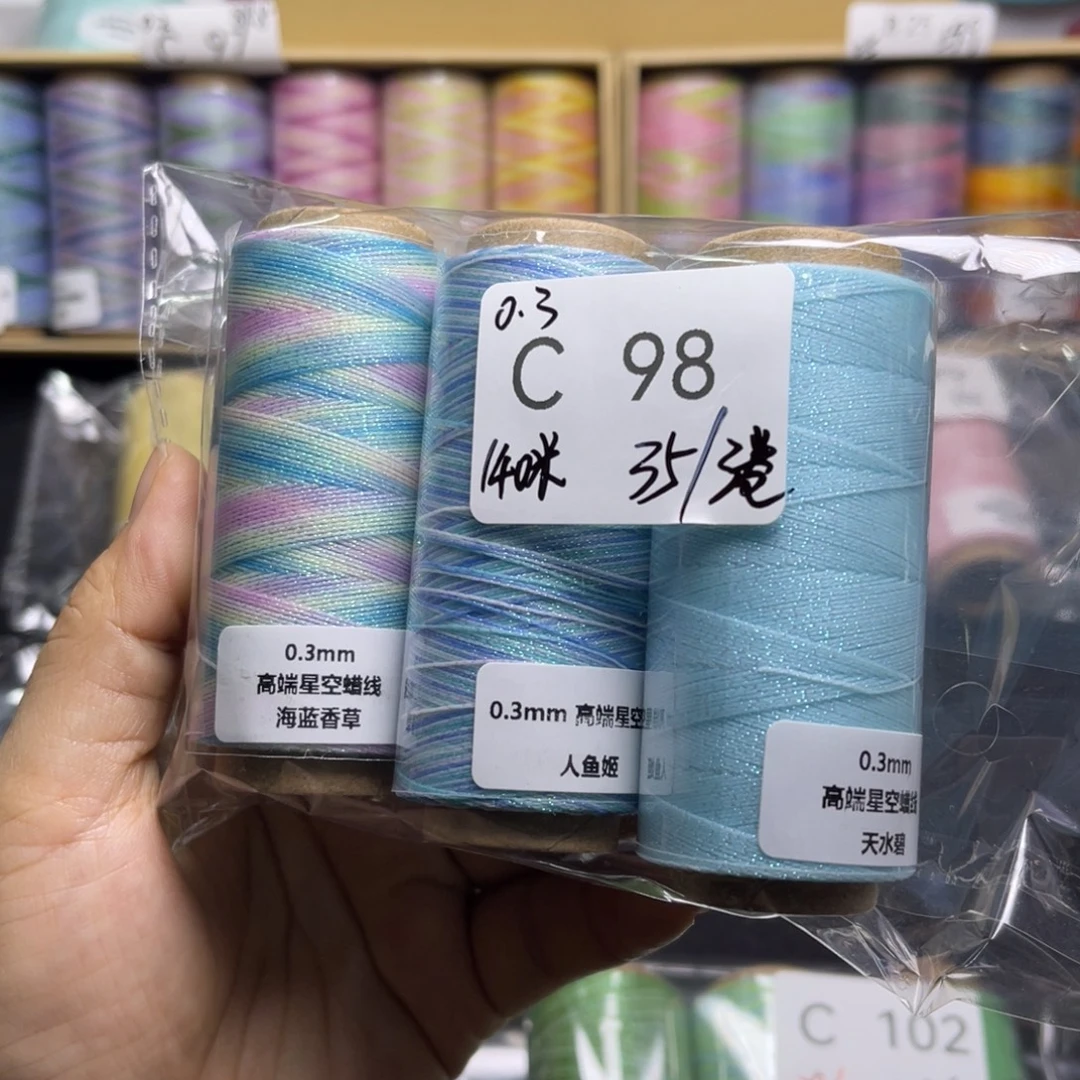 0.3
C 98
140米 35/卷
0.3mm
高端星空蜡线
海蓝香草
0.3mm 高端星空
人鱼姬
0.3mm
高端星空蜡线
天水碧
C 102